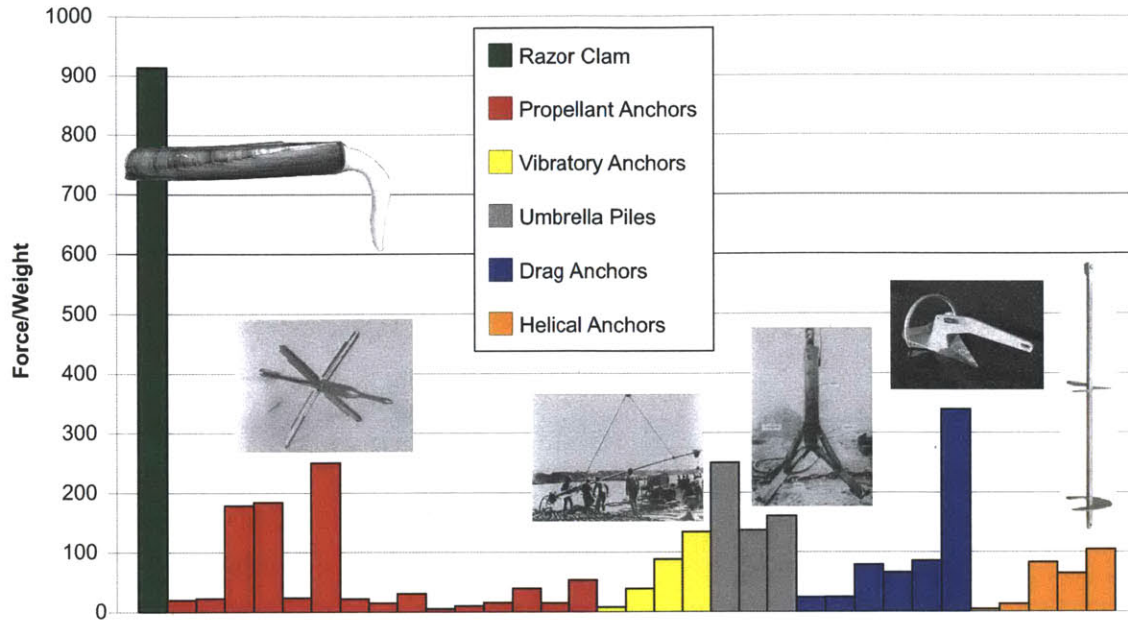 1000
900
800
700
600
500
400
300
200
100
0
Force/Weight
Razor Clam
Propellant Anchors
Vibratory Anchors
Umbrella Piles
Drag Anchors
Helical Anchors